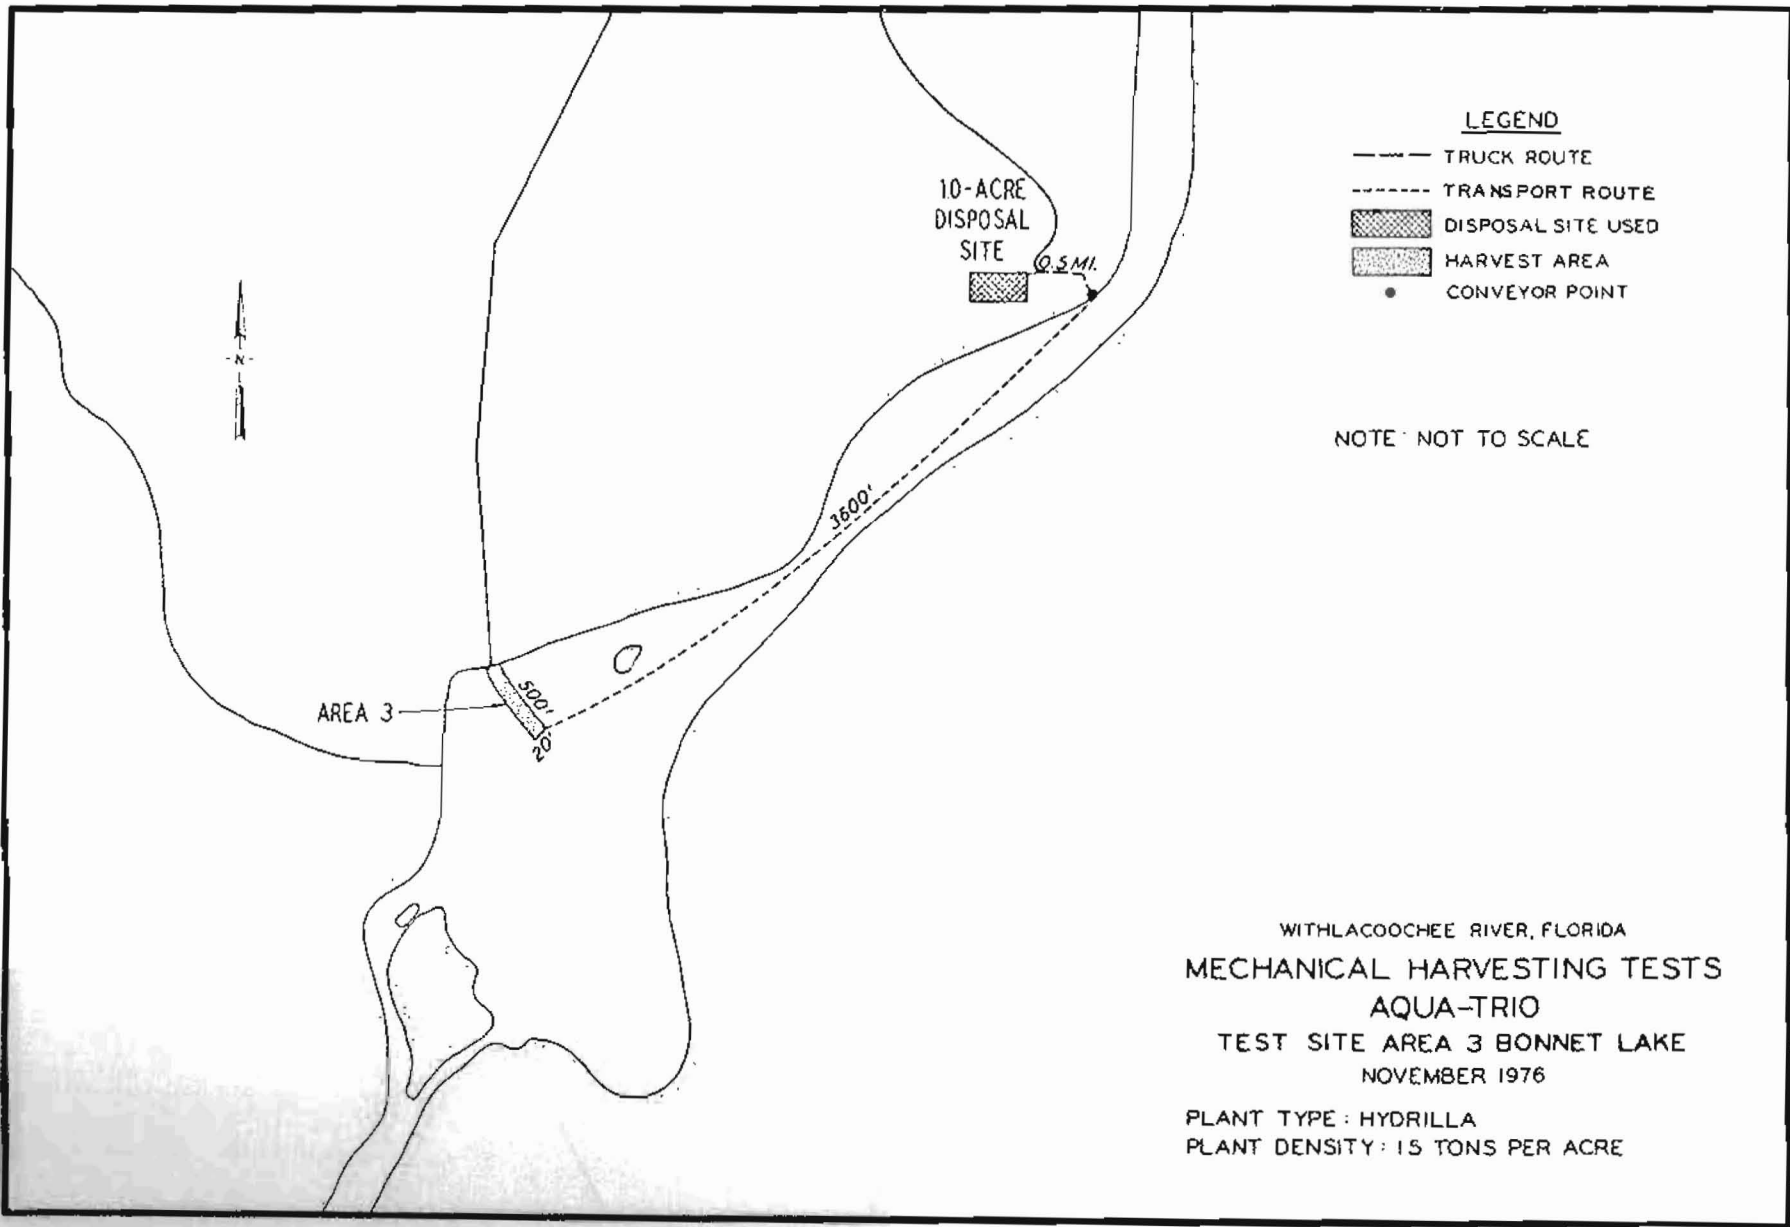 LEGEND
TRUCK ROUTE
TRANSPORT ROUTE
DISPOSAL SITE USED
HARVEST AREA
CONVEYOR POINT
10-ACRE
DISPOSAL
SITE
0.5 MI.
-N-
NOTE: NOT TO SCALE
3600'
500'
AREA 3
20'
WITHLACOOCHEE RIVER, FLORIDA
MECHANICAL HARVESTING TESTS
AQUA-TRIO
TEST SITE AREA 3 BONNET LAKE
NOVEMBER 1976
PLANT TYPE: HYDRILLA
PLANT DENSITY: 15 TONS PER ACRE